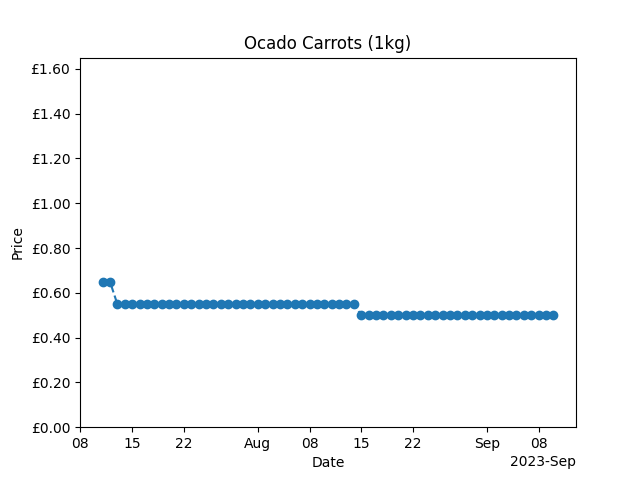 Ocado Carrots (1kg)
£1.60
£1.40
£1.20
£1.00
£0.80
£0.60
£0.40
£0.20
£0.00
Price
08 15 22 Aug 08 15 22 Sep 08
Date
2023-Sep